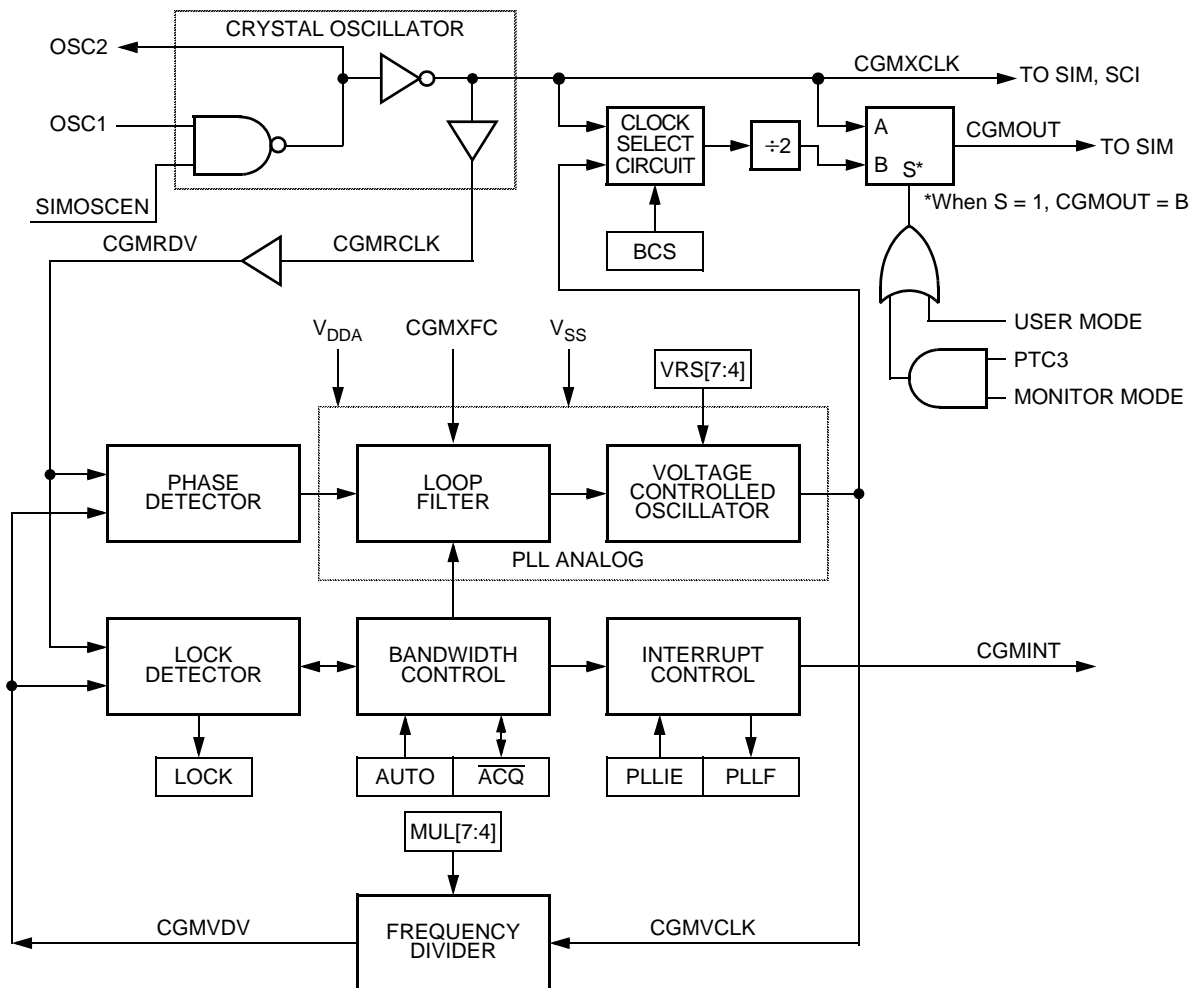 CRYSTAL OSCILLATOR
OSC2
CGMXCLK
TO SIM, SCI
OSC1
CLOCK
SELECT
CIRCUIT
÷2
A
B
S*
CGMOUT
TO SIM
SIMOSCEN
*When S = 1, CGMOUT = B
CGMRDV
CGMRCLK
BCS
USER MODE
PTC3
MONITOR MODE
VDDA
CGMXFC
VSS
VRS[7:4]
PHASE
DETECTOR
LOOP
FILTER
VOLTAGE
CONTROLLED
OSCILLATOR
PLL ANALOG
LOCK
DETECTOR
BANDWIDTH
CONTROL
INTERRUPT
CONTROL
CGMINT
LOCK
AUTO
A̅C̅Q̅
PLLIE
PLLF
MUL[7:4]
CGMVDV
FREQUENCY
DIVIDER
CGMVCLK